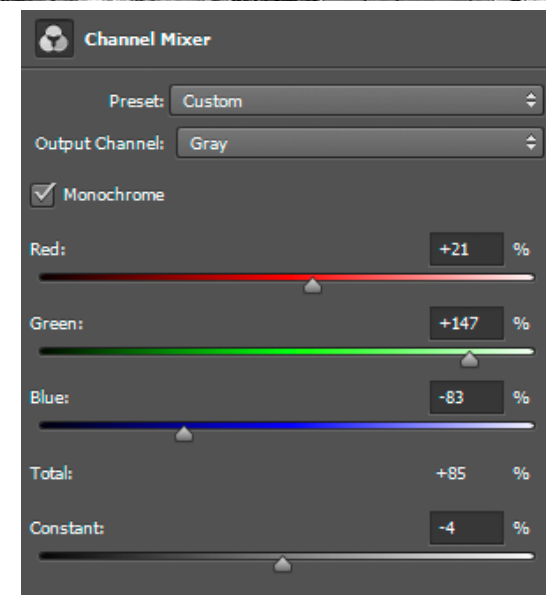 Channel Mixer
Preset: Custom
Output Channel: Gray
Monochrome
Red: +21 %
Green: +147 %
Blue: -83 %
Total: +85 %
Constant: -4 %